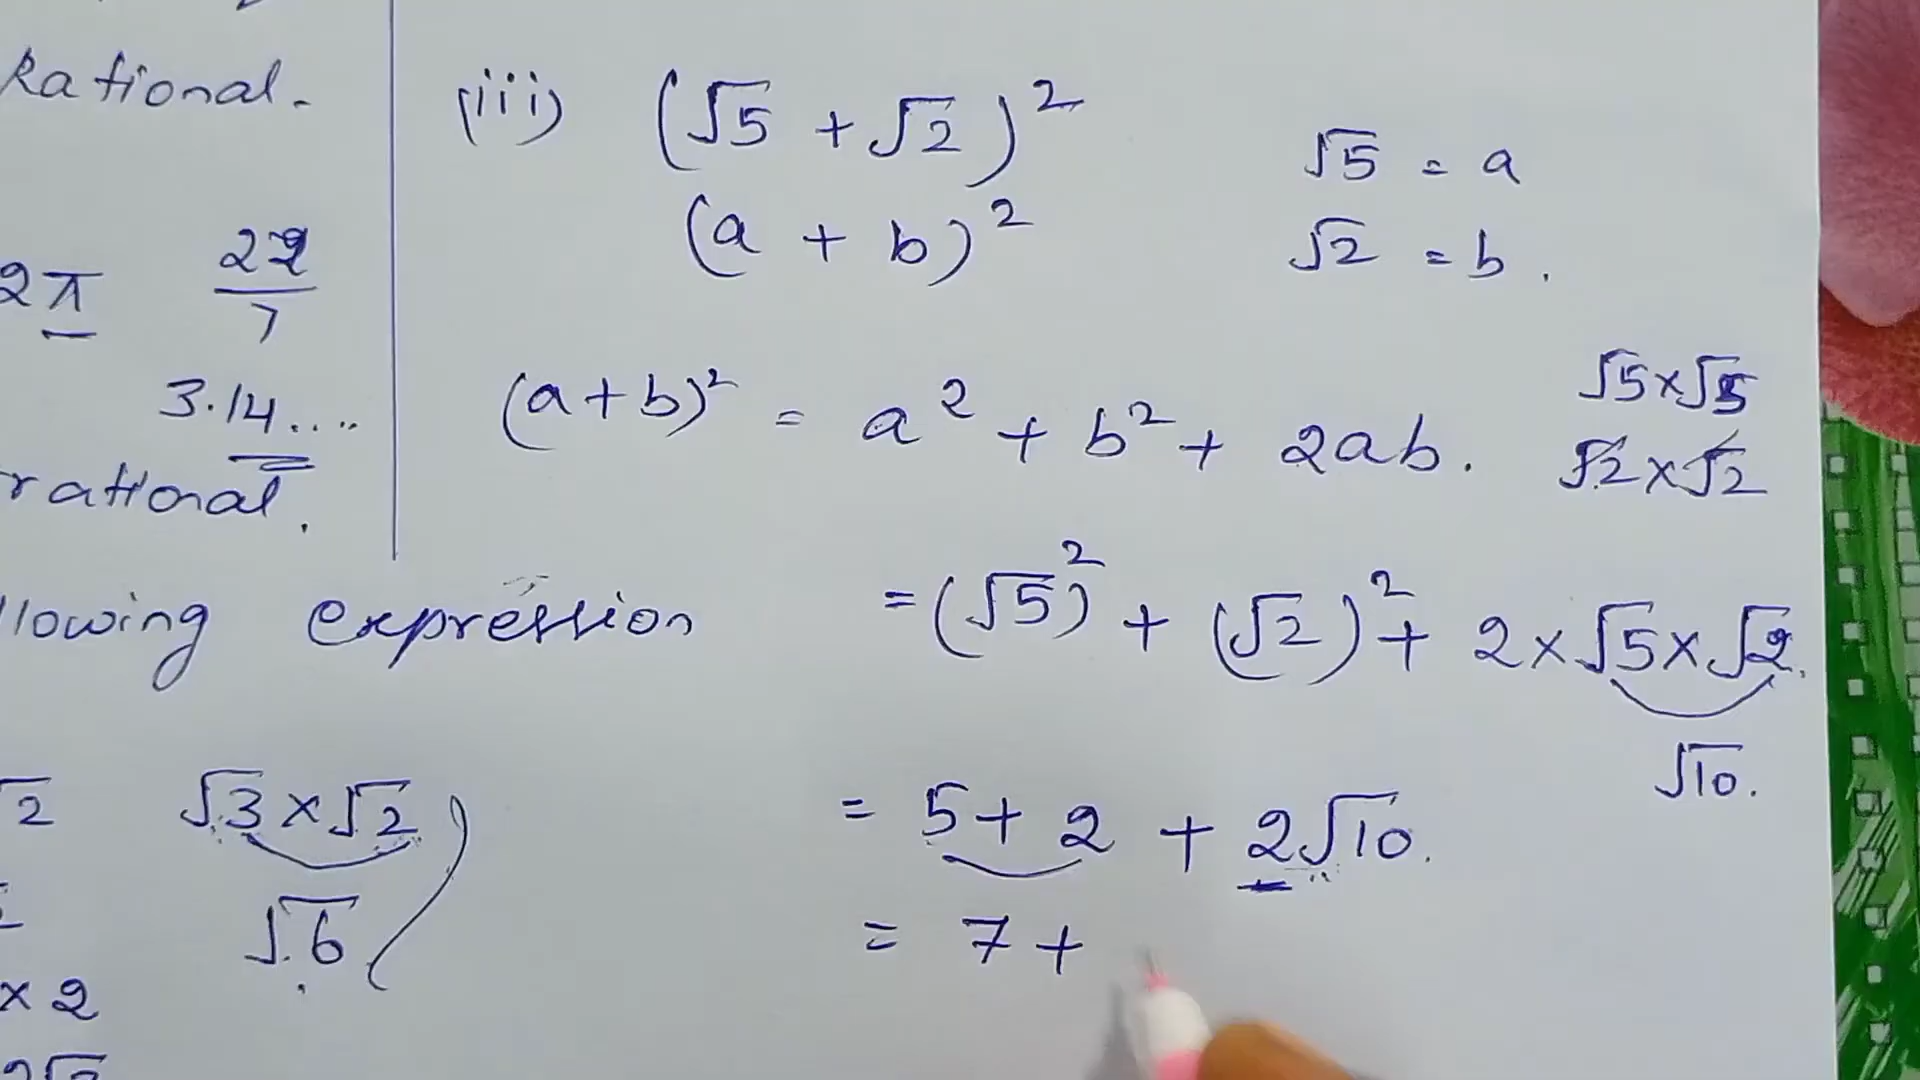 Rational.
2π 22/7
3.14....
rational.
llowing expression
√2 √3×√2
√6
× 2
(iii) (√5 + √2)²
(a + b)²
√5 = a
√2 = b.
(a+b)² = a² + b² + 2ab.
√5×√5
√2×√2
= (√5)² + (√2)² + 2×√5×√2.
√10.
= 5 + 2 + 2√10.
= 7 +